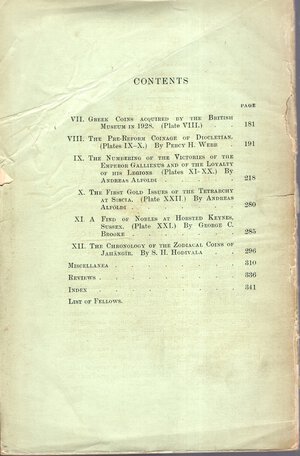 CONTENTS
PAGE
VII. Greek Coins acquired by the British
Museum in 1928. (Plate VIII.) . . 181
VIII. The Pre-Reform Coinage of Diocletian.
(Plates IX-X.) By Percy H. Webb . 191
IX. The Numbering of the Victories of the
Emperor Gallienus and of the Loyalty
of his Legions (Plates XI-XX.) By
Andreas Alföldi . . . . 218
X. The First Gold Issues of the Tetrarchy
at Siscia. (Plate XXII.) By Andreas
Alföldi . . . . . 280
XI A Find of Nobles at Horsted Keynes,
Sussex. (Plate XXI.) By George C.
Brooke . . . . . 285
XII. The Chronology of the Zodiacal Coins of
Jahāngīr. By S. H. Hodivala . . 296
Miscellanea . . . . . . 310
Reviews . . . . . . . 336
Index . . . . . . . 341
List of Fellows.